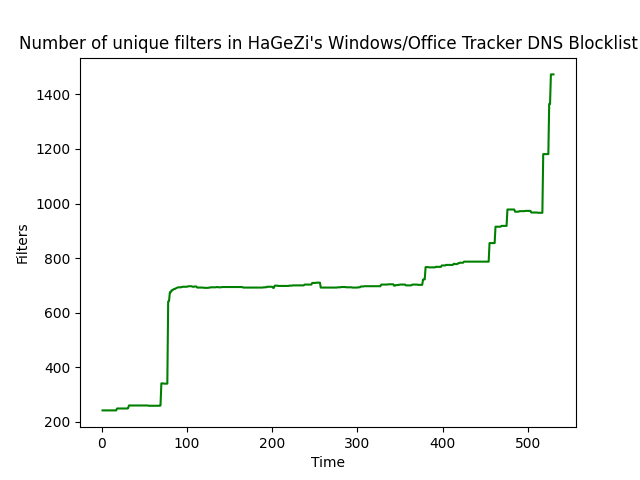 Number of unique filters in HaGeZi's Windows/Office Tracker DNS Blocklist
1400
1200
1000
800
600
400
200
Filters
0 100 200 300 400 500
Time